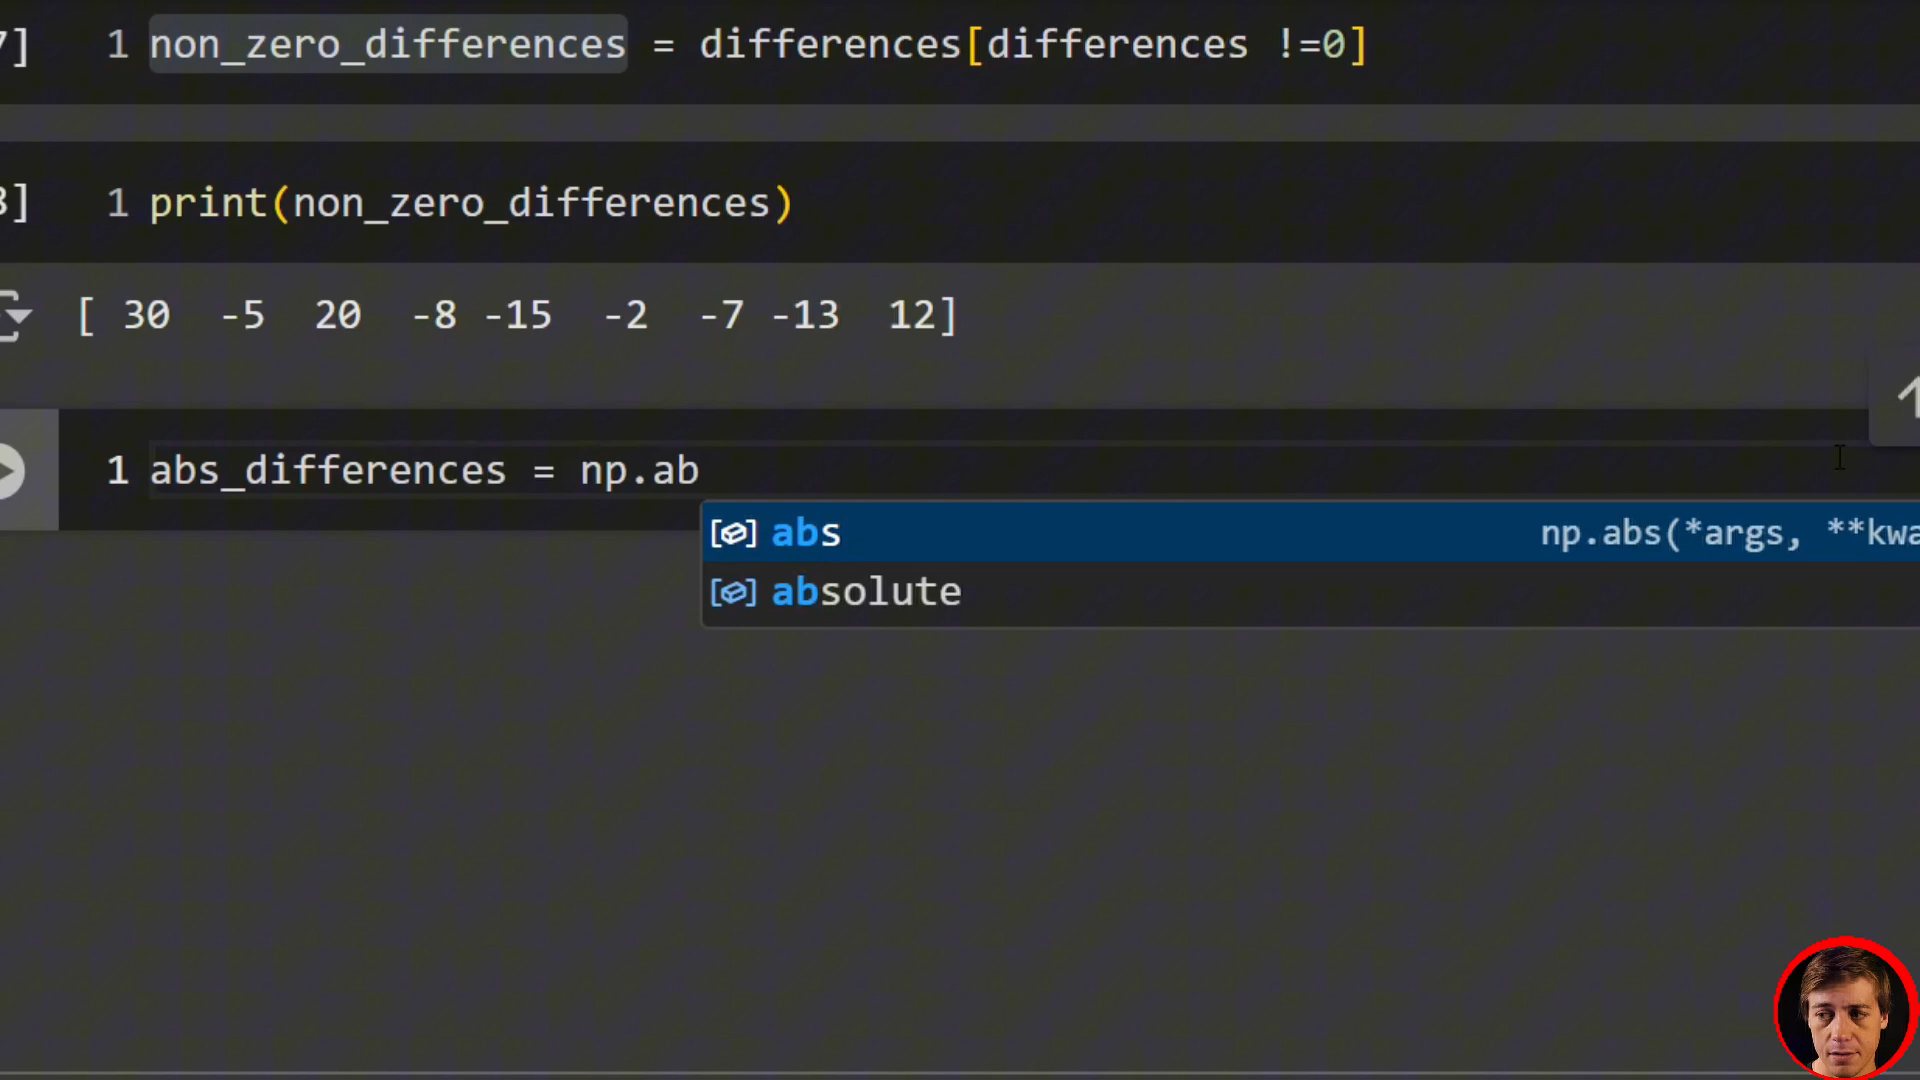 7] 1 non_zero_differences = differences[differences !=0]
8] 1 print(non_zero_differences)
[ 30  -5  20  -8 -15  -2  -7 -13  12]
1 abs_differences = np.ab
abs np.abs(*args, **kwa
absolute